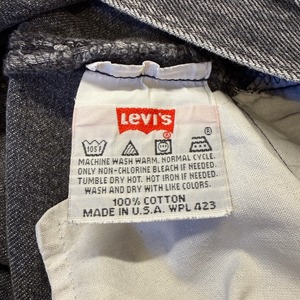 LEVI'S
105F
MACHINE WASH WARM. NORMAL CYCLE.
ONLY NON-CHLORINE BLEACH IF NEEDED.
TUMBLE DRY HOT. HOT IRON IF NEEDED.
WASH AND DRY WITH LIKE COLORS.
100% COTTON
MADE IN U.S.A. WPL 423